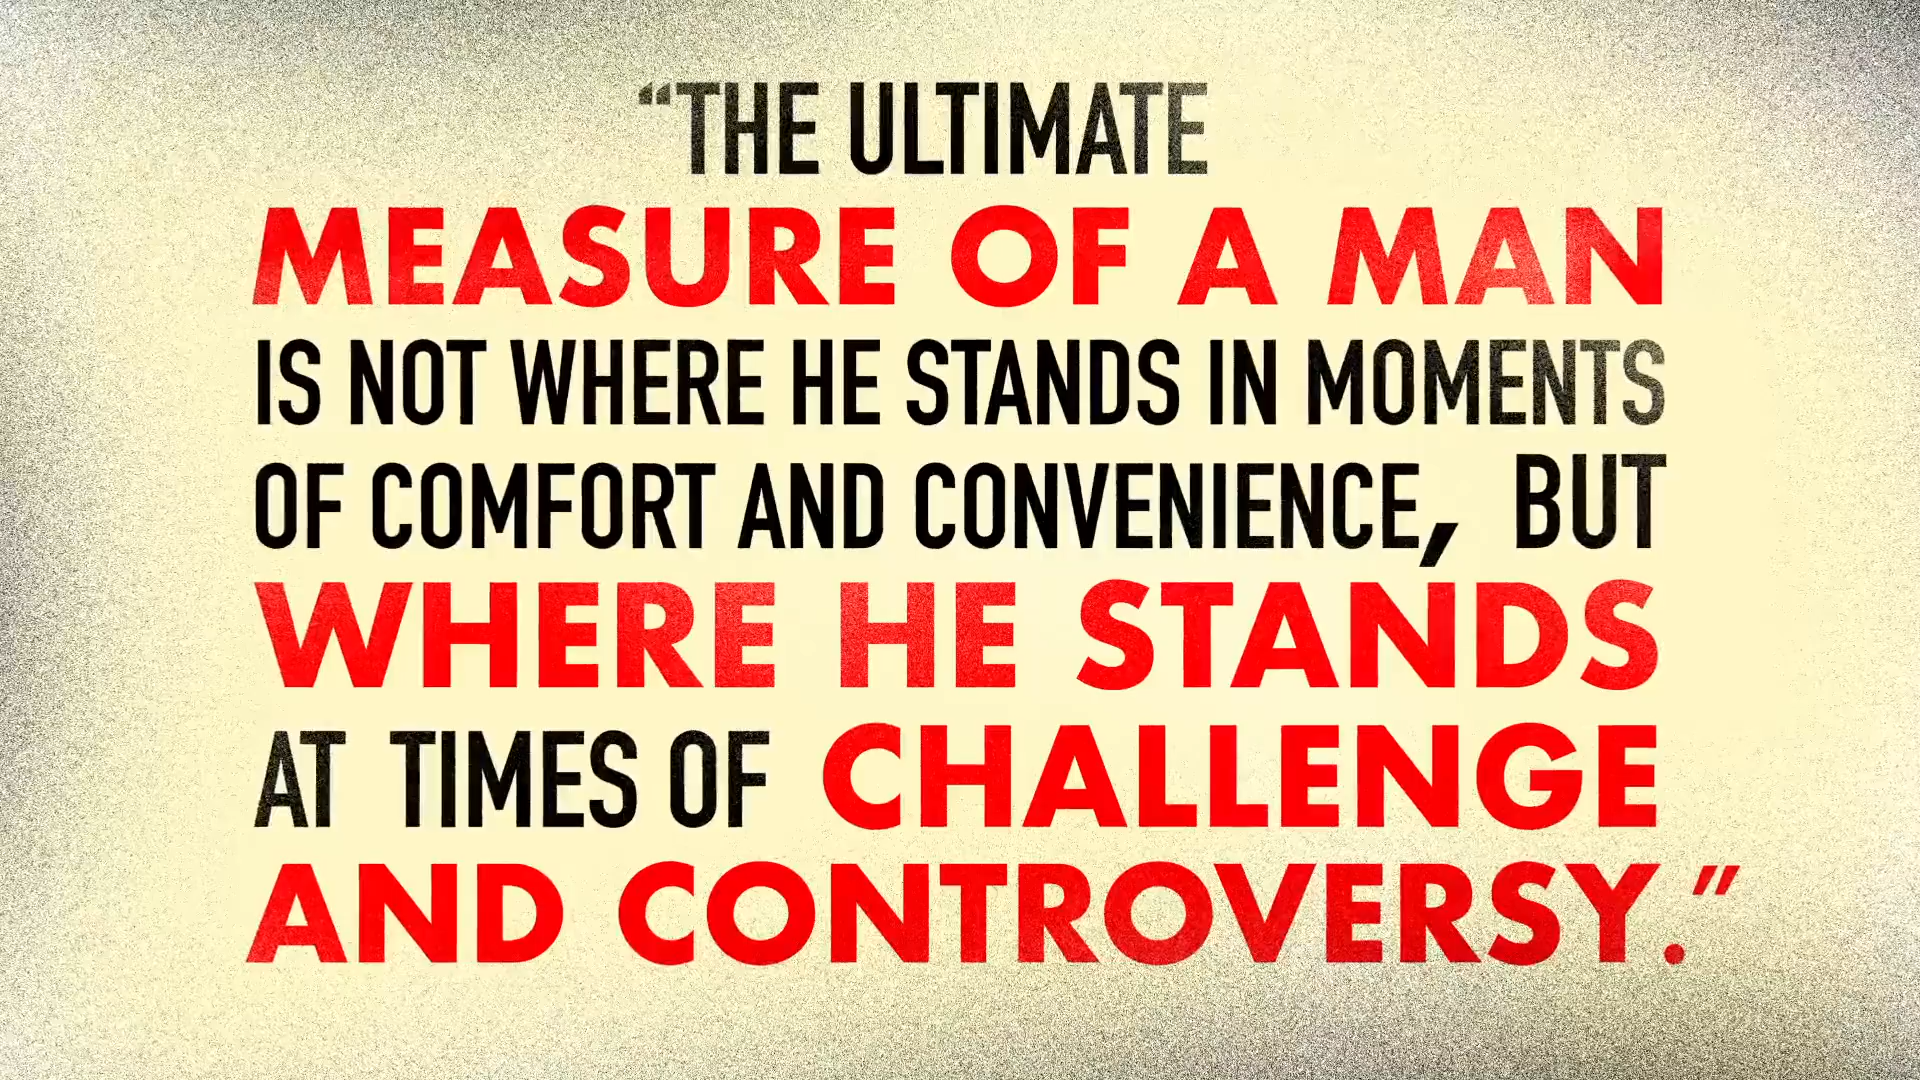 “THE ULTIMATE
MEASURE OF A MAN
IS NOT WHERE HE STANDS IN MOMENTS
OF COMFORT AND CONVENIENCE, BUT
WHERE HE STANDS
AT TIMES OF CHALLENGE
AND CONTROVERSY.”